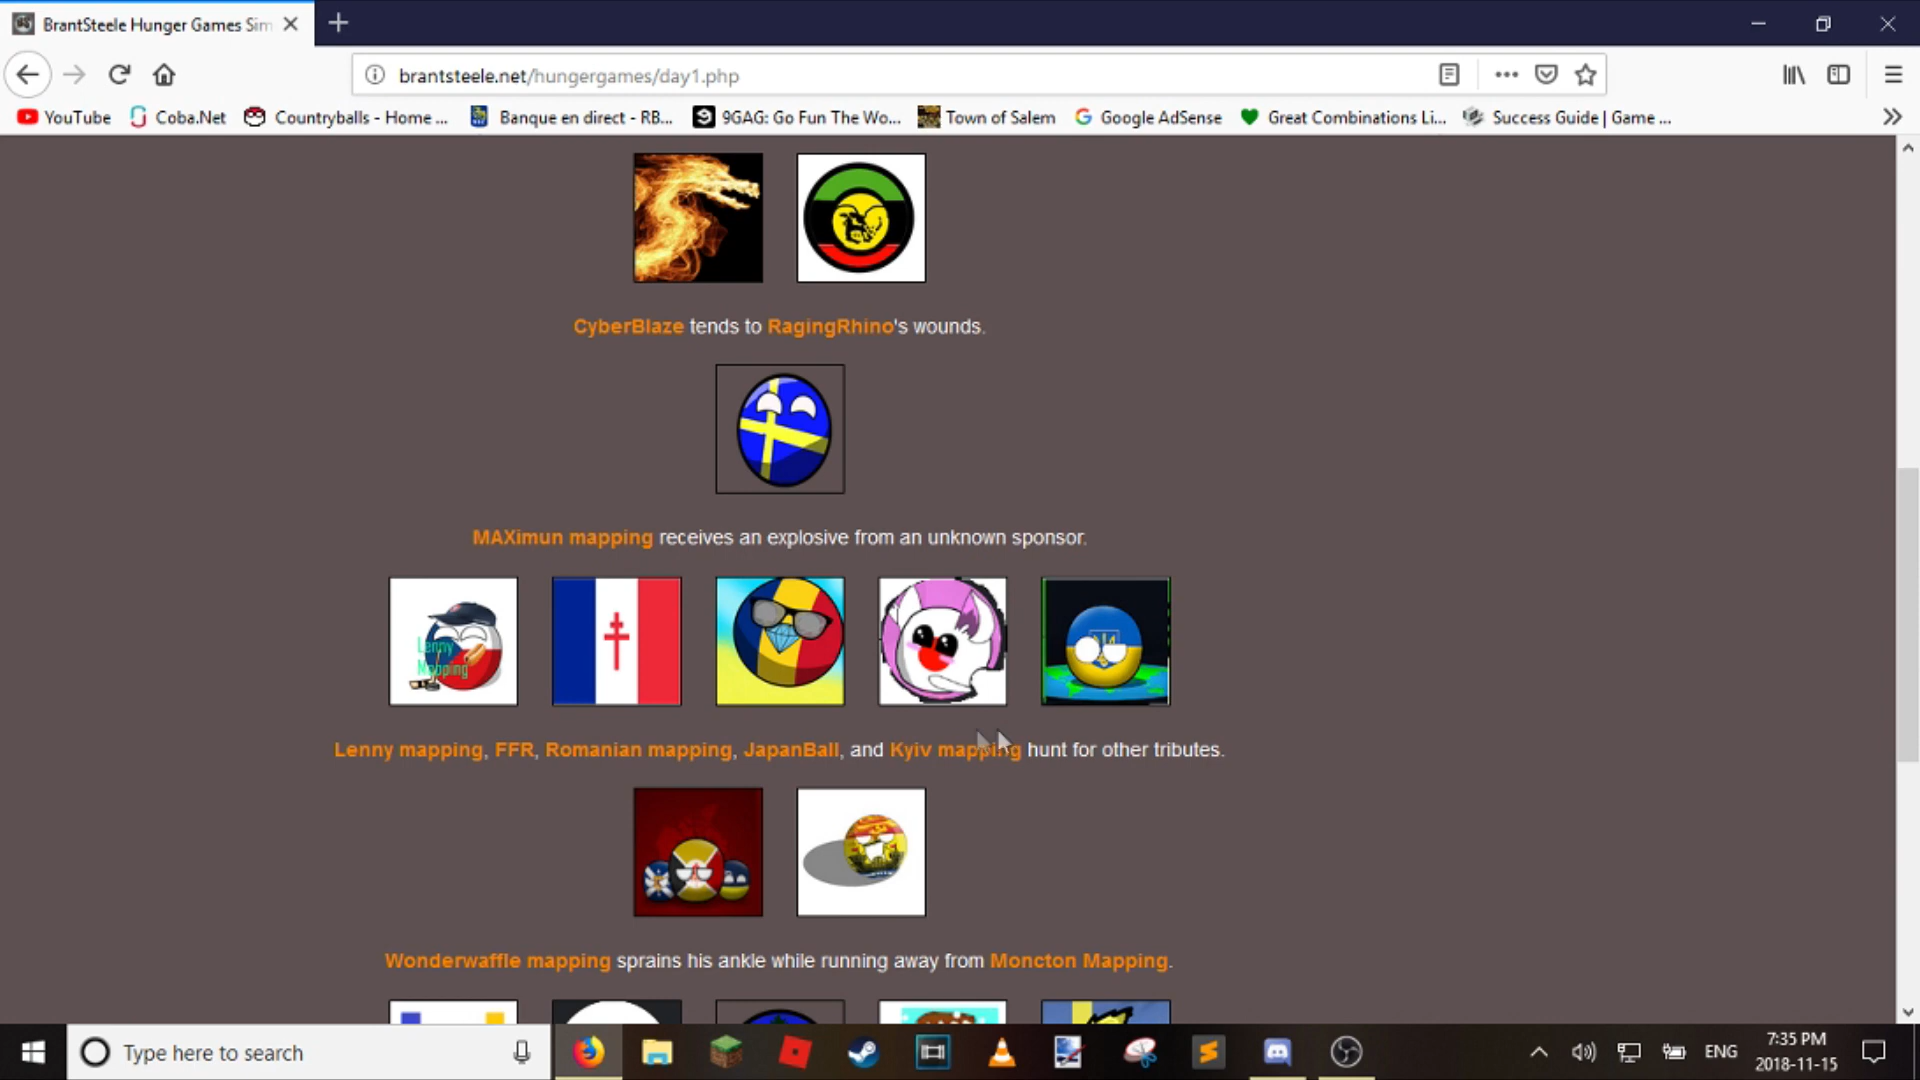 BrantSteele Hunger Games Sim
brantsteele.net/hungergames/day1.php
YouTube Coba.Net Countryballs - Home ... Banque en direct - RB... 9GAG: Go Fun The Wo... Town of Salem Google AdSense Great Combinations Li... Success Guide | Game ...
CyberBlaze tends to RagingRhino's wounds.
MAXimun mapping receives an explosive from an unknown sponsor.
Lenny
Mapping
Lenny mapping, FFR, Romanian mapping, JapanBall, and Kyiv mapping hunt for other tributes.
Wonderwaffle mapping sprains his ankle while running away from Moncton Mapping.
Type here to search
ENG
7:35 PM
2018-11-15